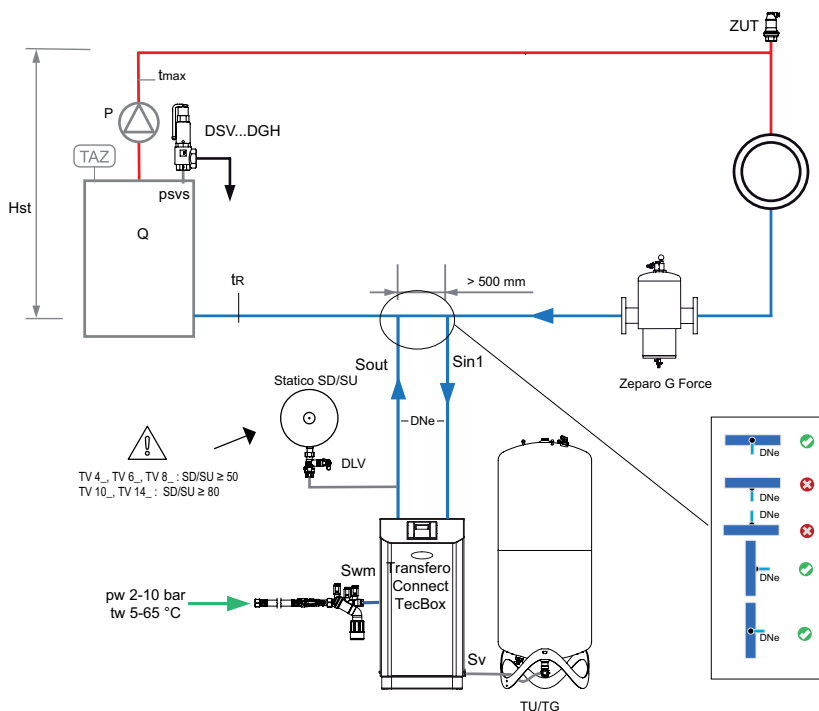 ZUT
tmax
P
DSV...DGH
TAZ
psvs
Hst
Q
tR
> 500 mm
Sout
Sin1
Zeparo G Force
Statico SD/SU
DNe
DLV
TV 4_, TV 6_, TV 8_ : SD/SU ≥ 50
TV 10_, TV 14_ : SD/SU ≥ 80
Swm
Transfero
Connect
TecBox
pw 2-10 bar
tw 5-65 °C
Sv
TU/TG
DNe
DNe
DNe
DNe
DNe